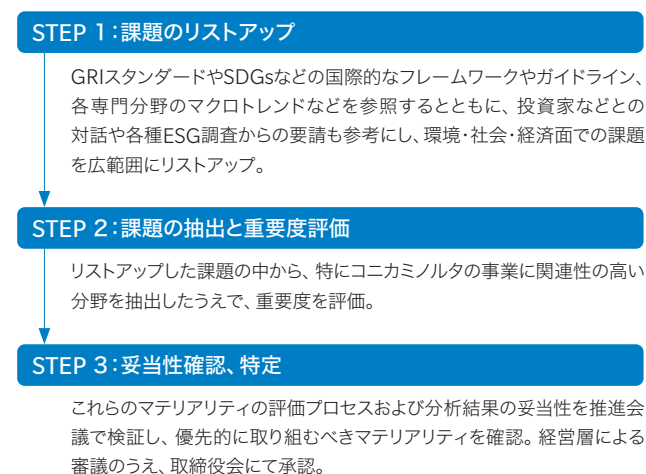 STEP 1：課題のリストアップ
GRIスタンダードやSDGsなどの国際的なフレームワークやガイドライン、
各専門分野のマクロトレンドなどを参照するとともに、投資家などとの
対話や各種ESG調査からの要請も参考にし、環境・社会・経済面での課題
を広範囲にリストアップ。
STEP 2：課題の抽出と重要度評価
リストアップした課題の中から、特にコニカミノルタの事業に関連性の高い
分野を抽出したうえで、重要度を評価。
STEP 3：妥当性確認、特定
これらのマテリアリティの評価プロセスおよび分析結果の妥当性を推進会
議で検証し、優先的に取り組むべきマテリアリティを確認。経営層による
審議のうえ、取締役会にて承認。